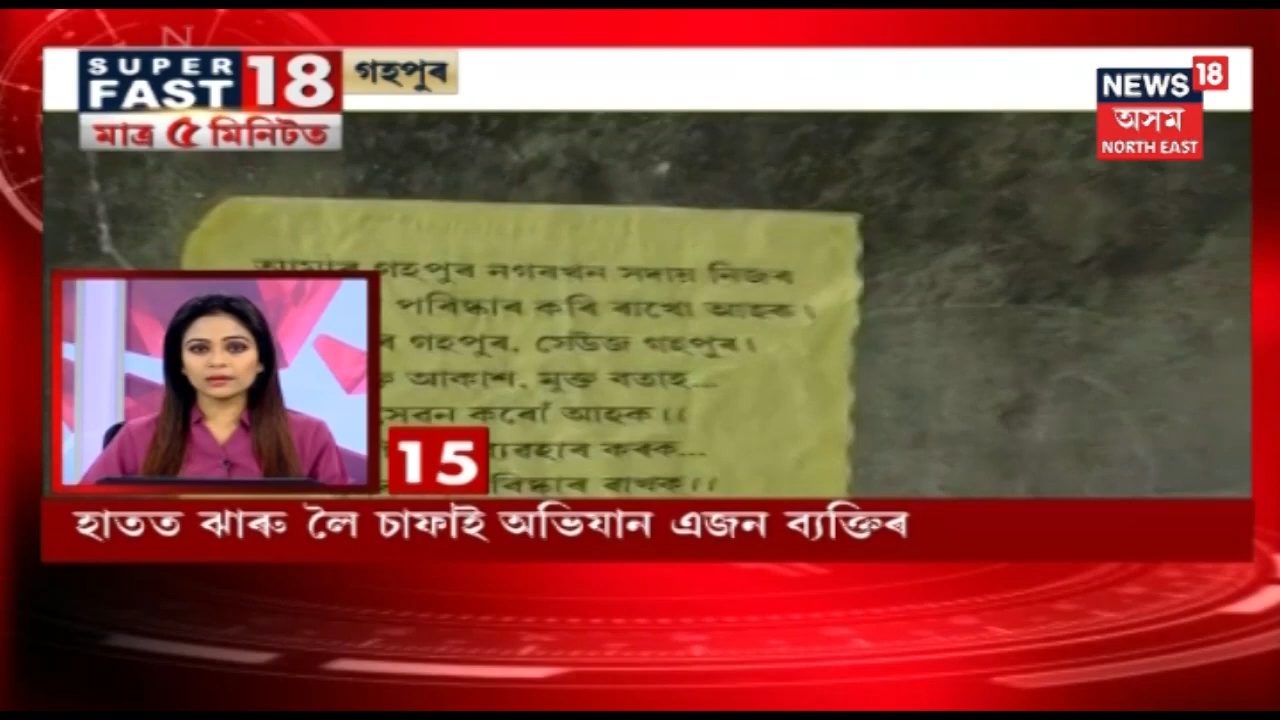 SUPER
FAST 18
মাত্ৰ ৫ মিনিটত
গহপুৰ
NEWS 18
অসম
NORTH EAST
গহপুৰ নগৰখন সদায় নিজৰ
পৰিষ্কাৰ কৰি ৰাখো আহক।
গহপুৰ, সেউজ গহপুৰ।
আকাশ, মুক্ত বতাহ...
সেৱন কৰোঁ আহক।।
ব্যৱহাৰ কৰক...
ৰাখক।।
15
হাতত ঝাৰু লৈ চাফাই অভিযান এজন ব্যক্তিৰ